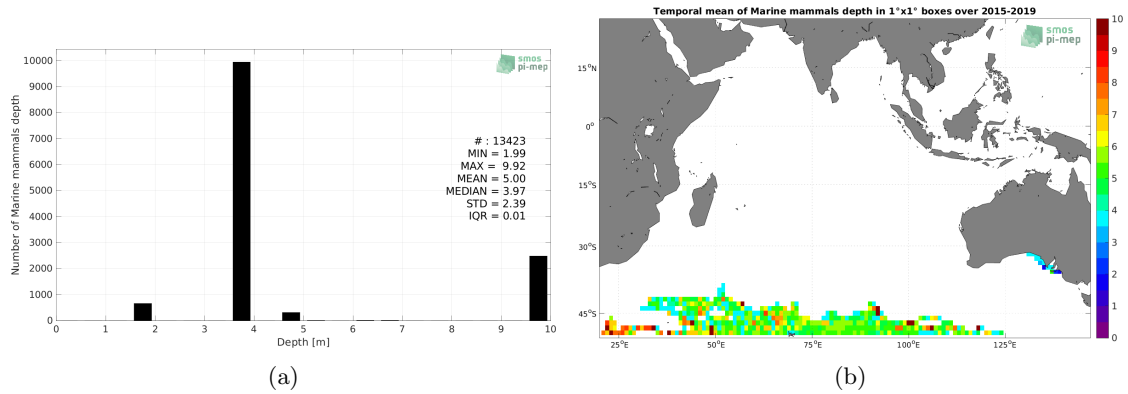 Number of Marine mammals depth
10000
9000
8000
7000
6000
5000
4000
3000
2000
1000
0
0 1 2 3 4 5 6 7 8 9 10
Depth [m]
smos
pi-mep
# : 13423
MIN = 1.99
MAX = 9.92
MEAN = 5.00
MEDIAN = 3.97
STD = 2.39
IQR = 0.01
(a)
Temporal mean of Marine mammals depth in 1°x1° boxes over 2015-2019
smos
pi-mep
15°N
0°
15°S
30°S
45°S
25°E 50°E 75°E 100°E 125°E
10
9
8
7
6
5
4
3
2
1
0
(b)